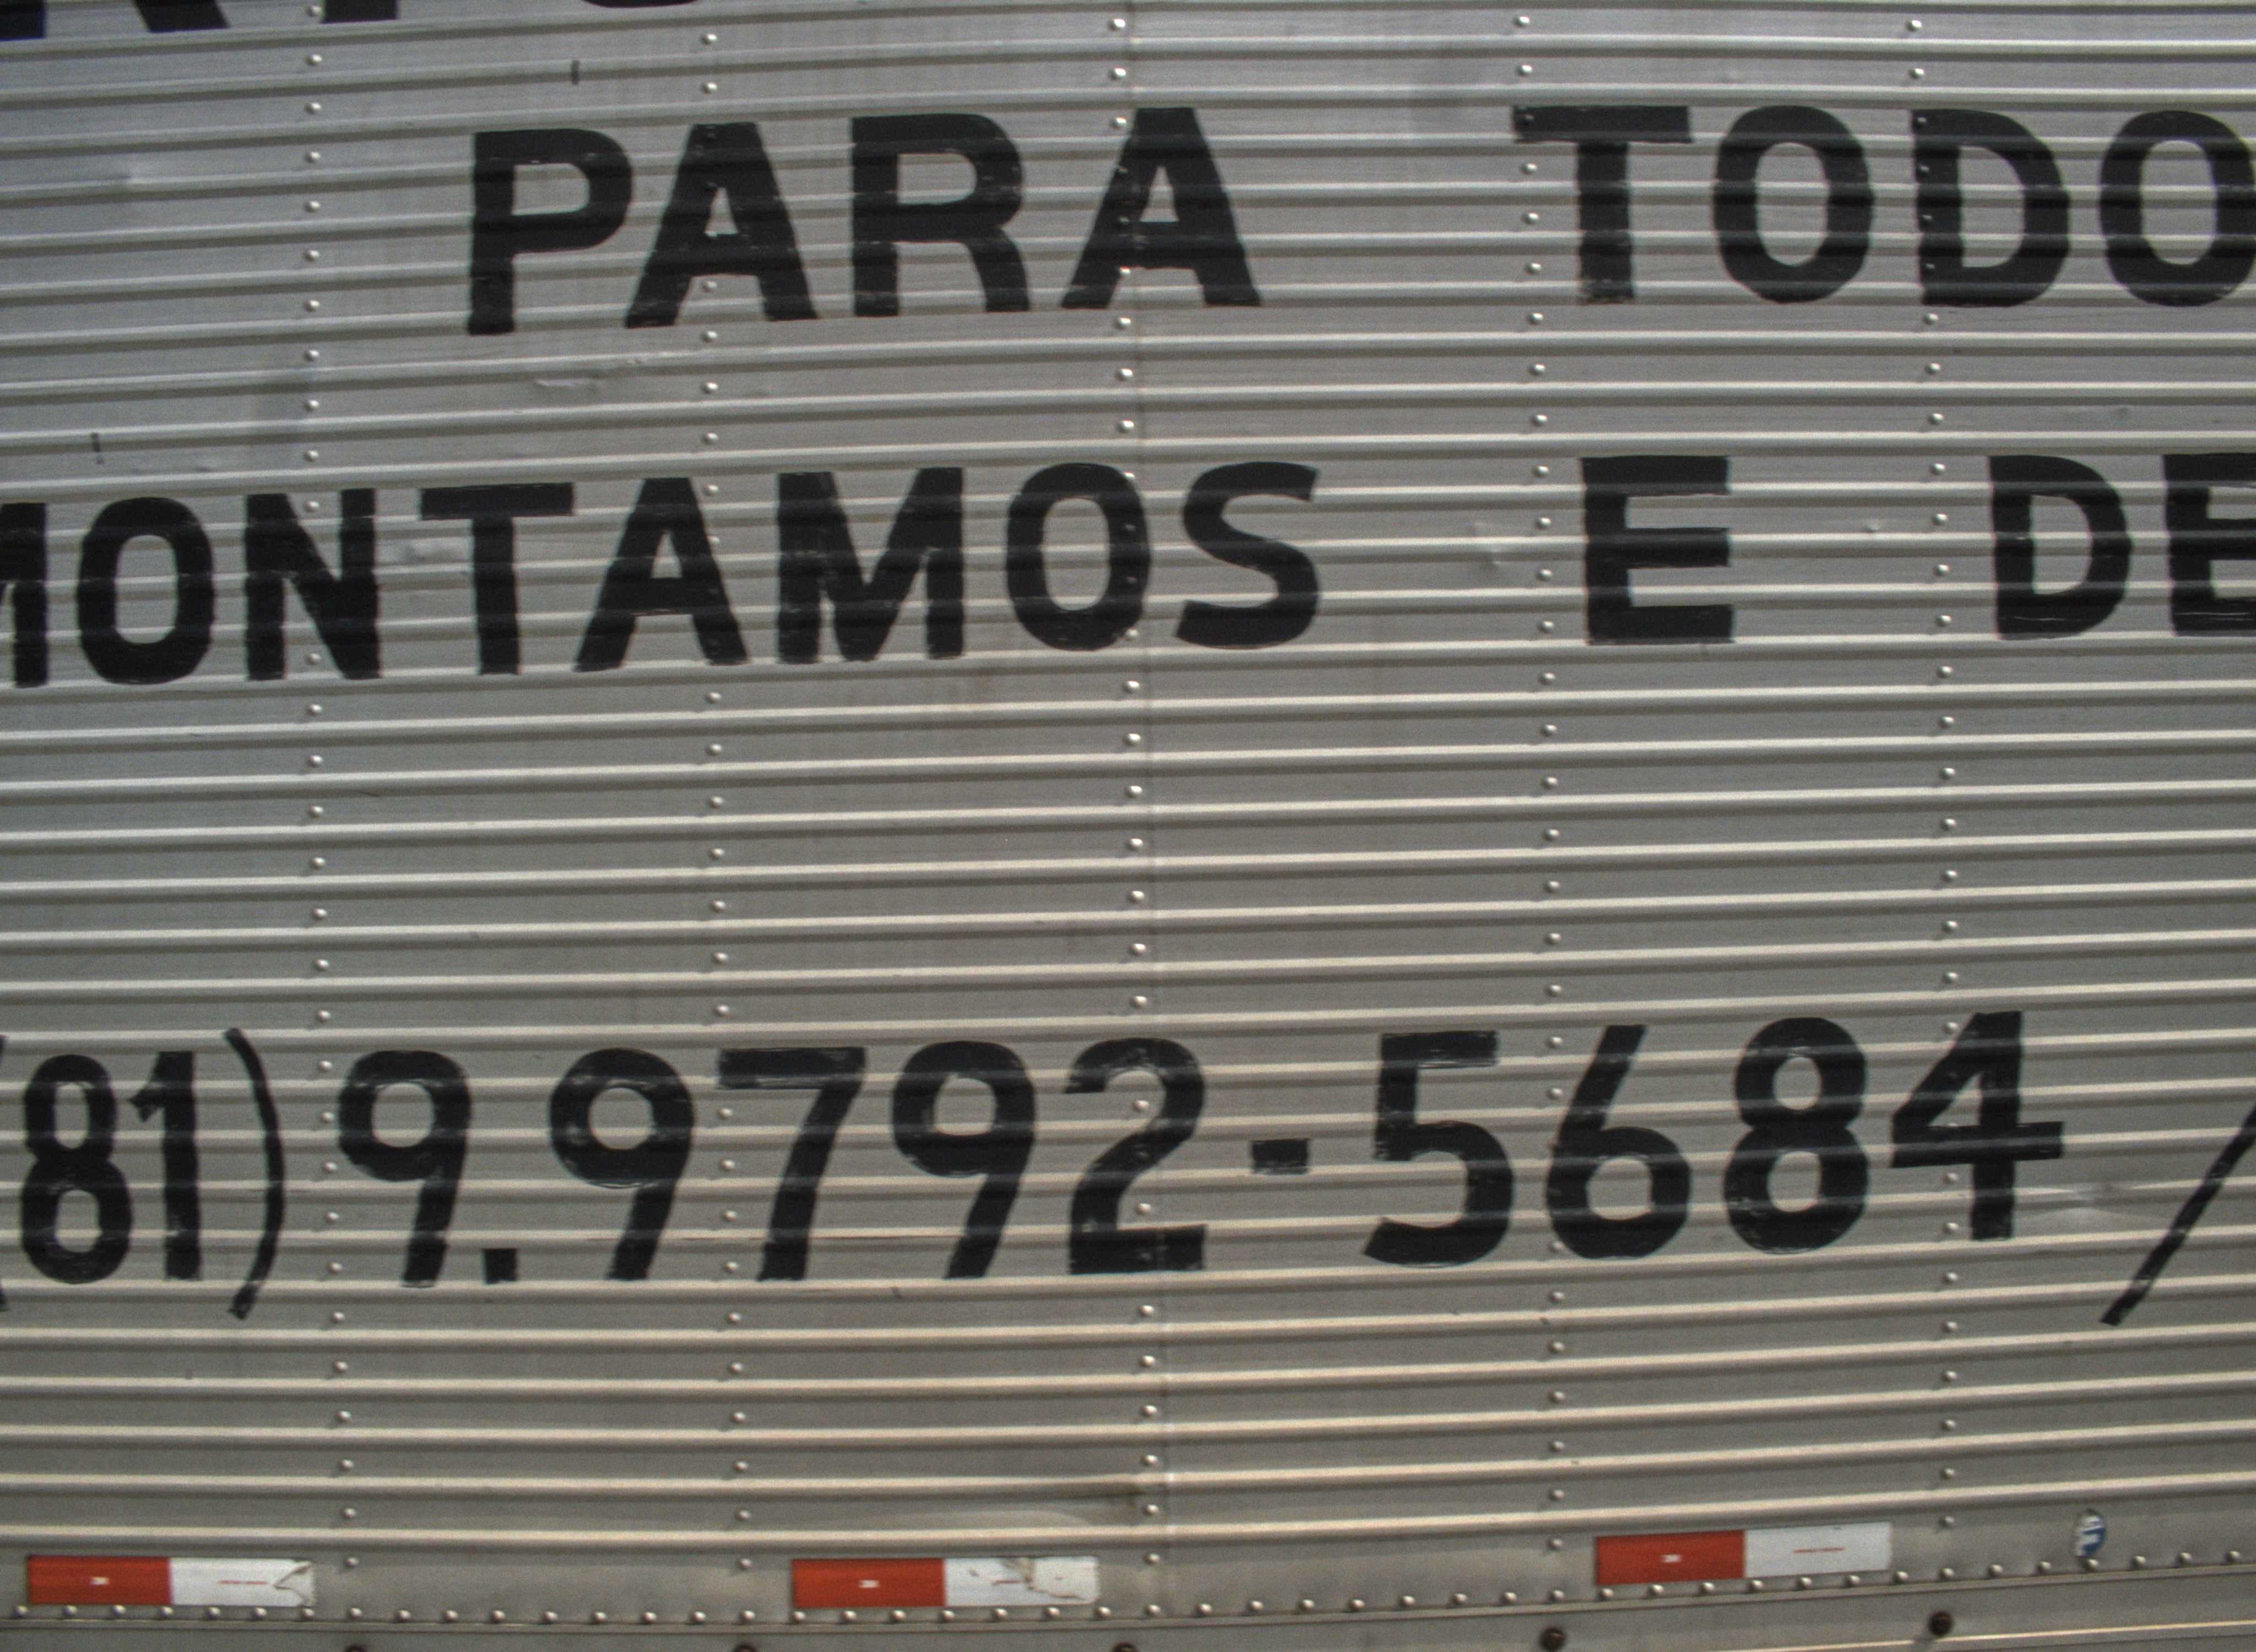 PARA TODO
MONTAMOS E DE
(81)9.9792-5684 /